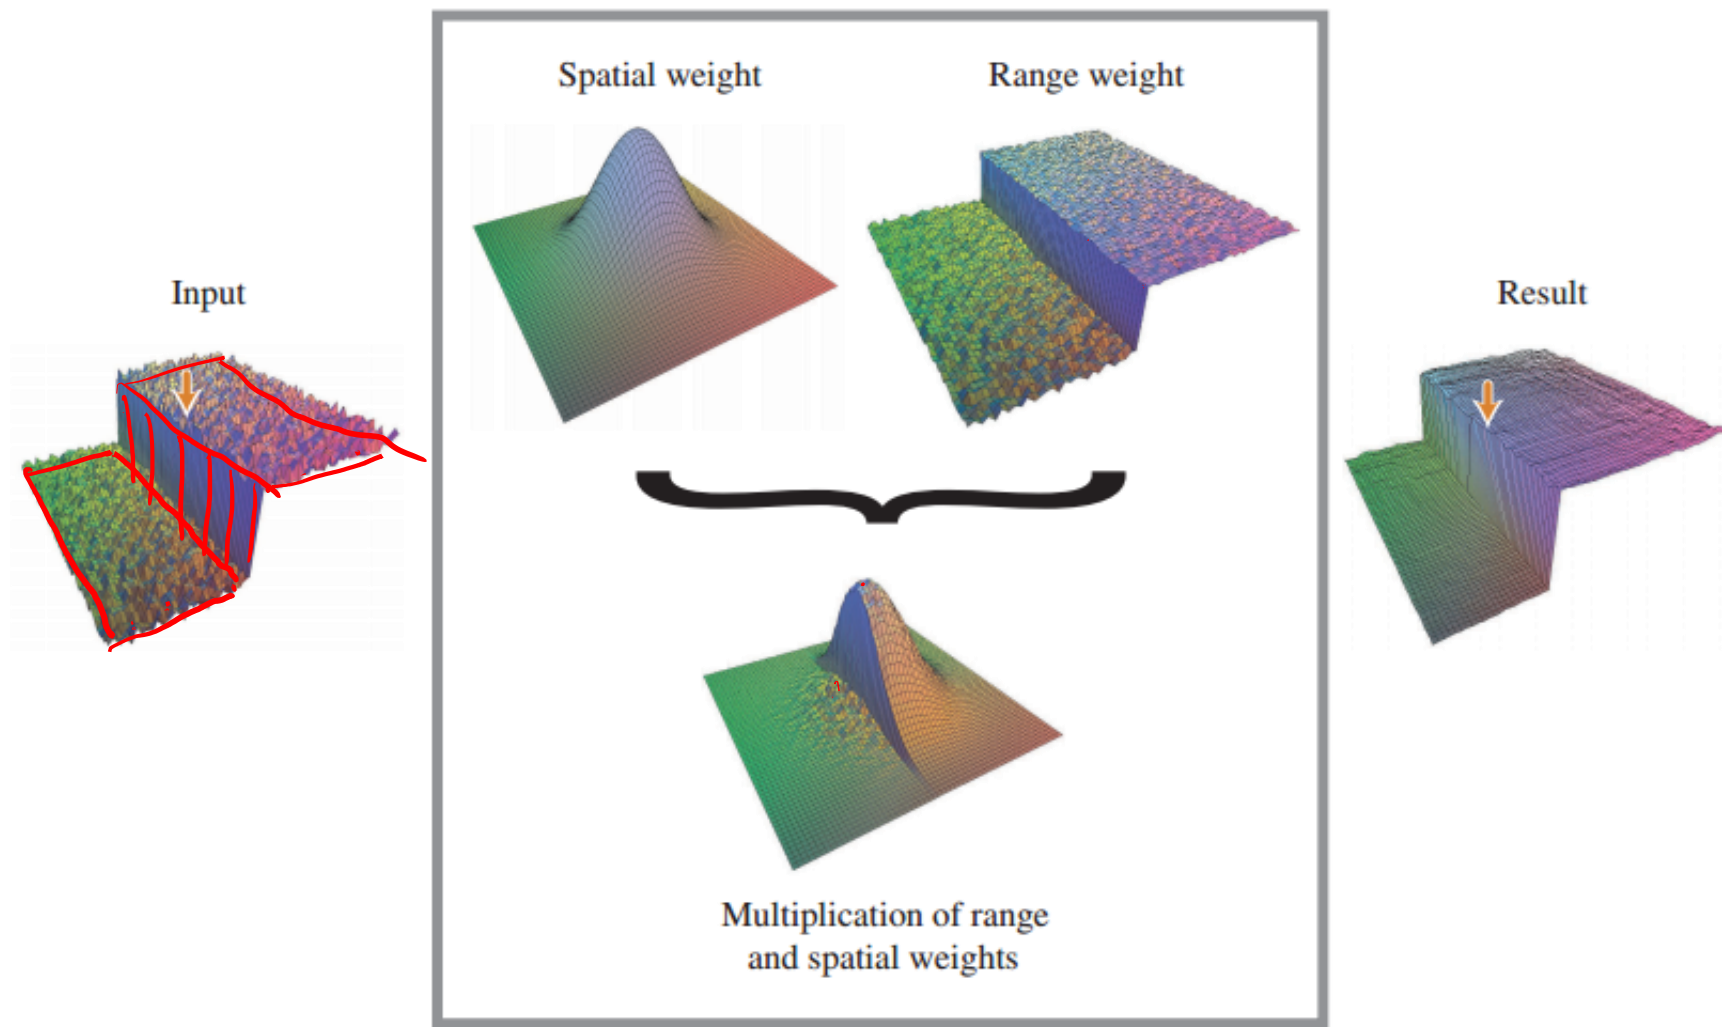 Spatial weight
Range weight
Input
Result
Multiplication of range
and spatial weights